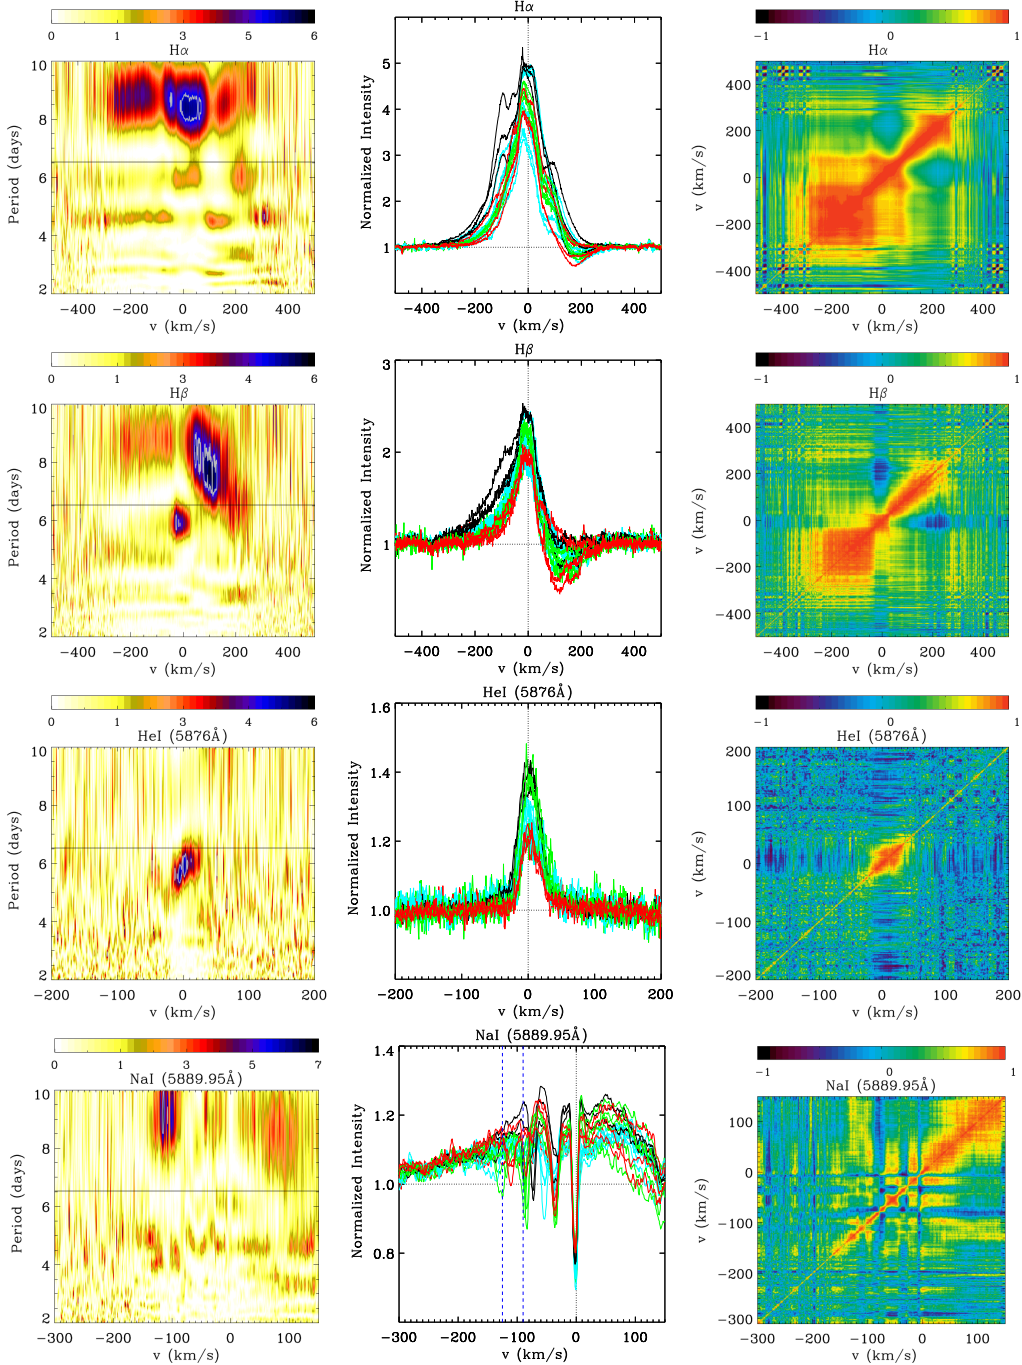 0 1 3 4 6
Hα
10
8
6
4
2
Period (days)
−400 −200 0 200 400
v (km/s)
Hα
5
4
3
2
1
Normalized Intensity
−400 −200 0 200 400
v (km/s)
−1 0 1
Hα
400
200
0
−200
−400
v (km/s)
−400 −200 0 200 400
v (km/s)
0 1 3 4 6
Hβ
10
8
6
4
2
Period (days)
−400 −200 0 200 400
v (km/s)
Hβ
3
2
1
Normalized Intensity
−400 −200 0 200 400
v (km/s)
−1 0 1
Hβ
400
200
0
−200
−400
v (km/s)
−400 −200 0 200 400
v (km/s)
0 1 3 4 6
HeI (5876Å)
10
8
6
4
2
Period (days)
−200 −100 0 100 200
v (km/s)
HeI (5876Å)
1.6
1.4
1.2
1.0
Normalized Intensity
−200 −100 0 100 200
v (km/s)
−1 0 1
HeI (5876Å)
200
100
0
−100
−200
v (km/s)
−200 −100 0 100 200
v (km/s)
0 1 3 5 7
NaI (5889.95Å)
10
8
6
4
2
Period (days)
−200 −100 0 100
v (km/s)
NaI (5889.95Å)
1.4
1.2
1.0
0.8
Normalized Intensity
−300 −200 −100 0 100
v (km/s)
−1 0 1
NaI (5889.95Å)
100
0
−100
−200
−300
v (km/s)
−300 −200 −100 0 100
v (km/s)